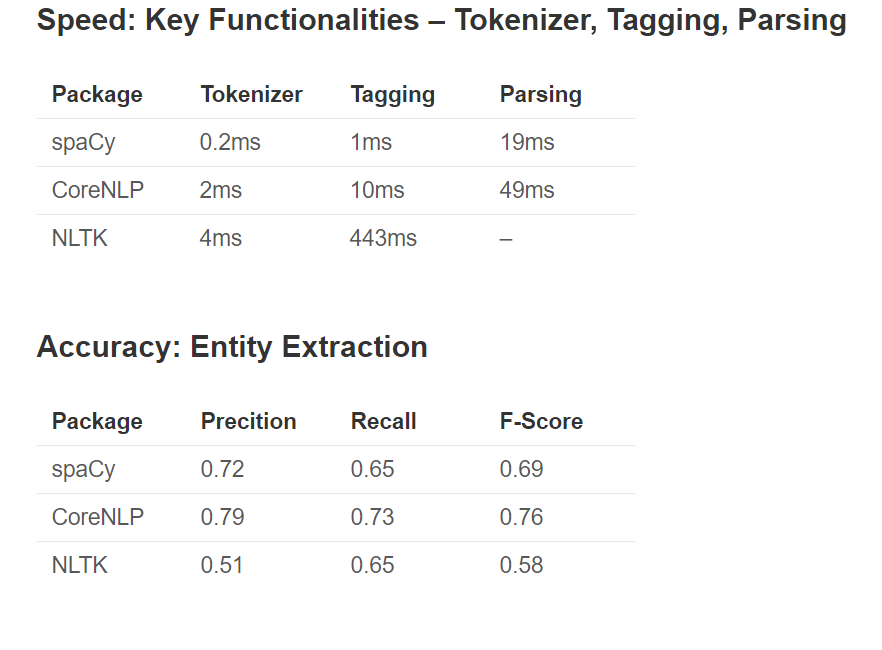 Speed: Key Functionalities – Tokenizer, Tagging, Parsing
Package Tokenizer Tagging Parsing
spaCy 0.2ms 1ms 19ms
CoreNLP 2ms 10ms 49ms
NLTK 4ms 443ms –
Accuracy: Entity Extraction
Package Precition Recall F-Score
spaCy 0.72 0.65 0.69
CoreNLP 0.79 0.73 0.76
NLTK 0.51 0.65 0.58